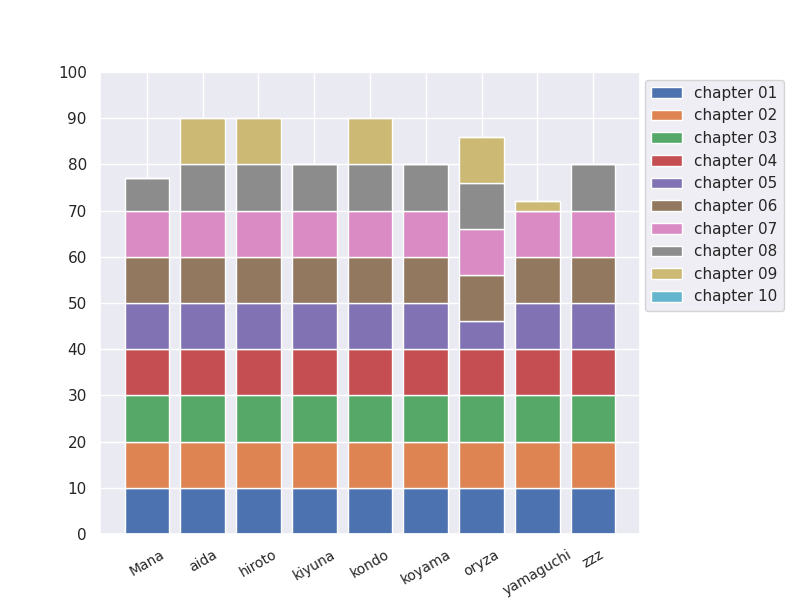 100
90
80
70
60
50
40
30
20
10
0
Mana
aida
hiroto
kiyuna
kondo
koyama
oryza
yamaguchi
zzz
chapter 01
chapter 02
chapter 03
chapter 04
chapter 05
chapter 06
chapter 07
chapter 08
chapter 09
chapter 10